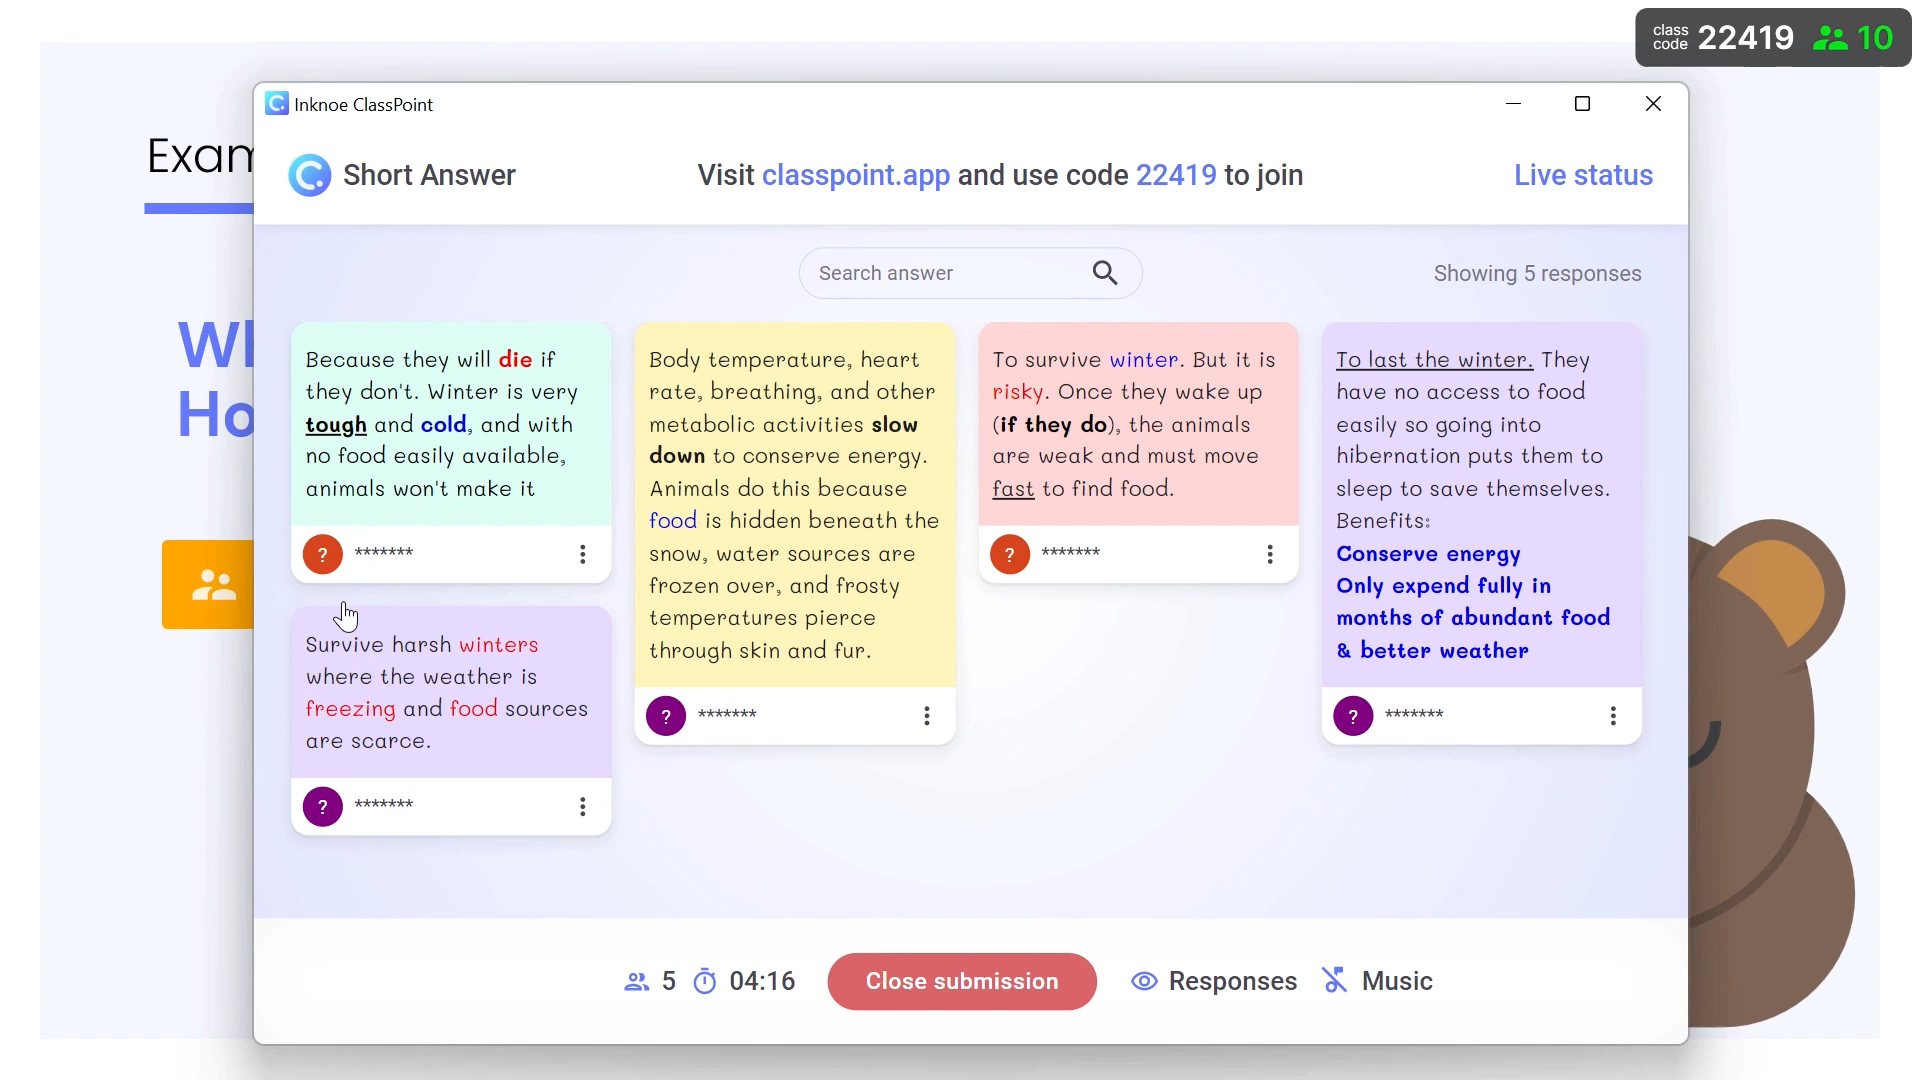 class
code 22419 10
Inknoe ClassPoint
Exam
Short Answer
Visit classpoint.app and use code 22419 to join
Live status
Search answer
Showing 5 responses
Wh
Ho
Because they will die if
they don't. Winter is very
tough and cold, and with
no food easily available,
animals won't make it
? *******
Survive harsh winters
where the weather is
freezing and food sources
are scarce.
? *******
Body temperature, heart
rate, breathing, and other
metabolic activities slow
down to conserve energy.
Animals do this because
food is hidden beneath the
snow, water sources are
frozen over, and frosty
temperatures pierce
through skin and fur.
? *******
To survive winter. But it is
risky. Once they wake up
(if they do), the animals
are weak and must move
fast to find food.
? *******
To last the winter. They
have no access to food
easily so going into
hibernation puts them to
sleep to save themselves.
Benefits:
Conserve energy
Only expend fully in
months of abundant food
& better weather
? *******
5 04:16 Close submission Responses Music